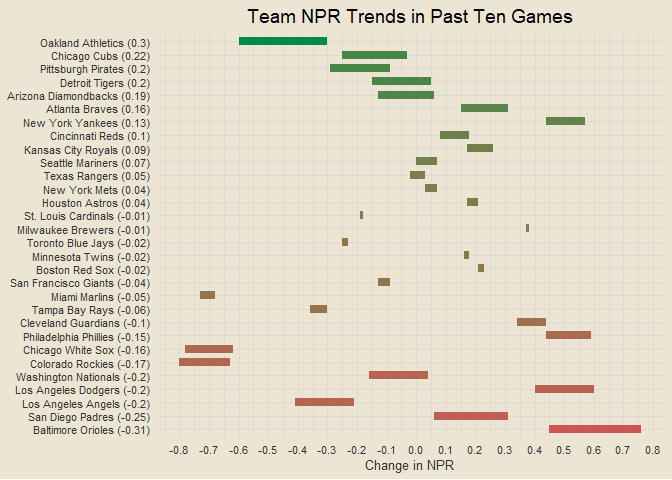 Team NPR Trends in Past Ten Games
Oakland Athletics (0.3)
Chicago Cubs (0.22)
Pittsburgh Pirates (0.2)
Detroit Tigers (0.2)
Arizona Diamondbacks (0.19)
Atlanta Braves (0.16)
New York Yankees (0.13)
Cincinnati Reds (0.1)
Kansas City Royals (0.09)
Seattle Mariners (0.07)
Texas Rangers (0.05)
New York Mets (0.04)
Houston Astros (0.04)
St. Louis Cardinals (-0.01)
Milwaukee Brewers (-0.01)
Toronto Blue Jays (-0.02)
Minnesota Twins (-0.02)
Boston Red Sox (-0.02)
San Francisco Giants (-0.04)
Miami Marlins (-0.05)
Tampa Bay Rays (-0.06)
Cleveland Guardians (-0.1)
Philadelphia Phillies (-0.15)
Chicago White Sox (-0.16)
Colorado Rockies (-0.17)
Washington Nationals (-0.2)
Los Angeles Dodgers (-0.2)
Los Angeles Angels (-0.2)
San Diego Padres (-0.25)
Baltimore Orioles (-0.31)
-0.8 -0.7 -0.6 -0.5 -0.4 -0.3 -0.2 -0.1 0.0 0.1 0.2 0.3 0.4 0.5 0.6 0.7 0.8
Change in NPR